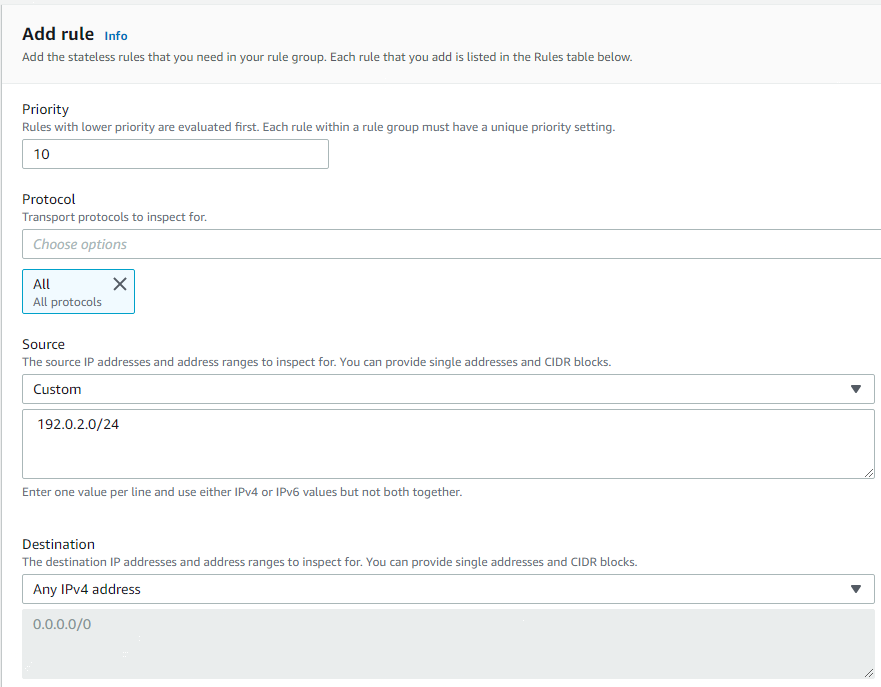 Add rule Info
Add the stateless rules that you need in your rule group. Each rule that you add is listed in the Rules table below.
Priority
Rules with lower priority are evaluated first. Each rule within a rule group must have a unique priority setting.
10
Protocol
Transport protocols to inspect for.
Choose options
All
All protocols
Source
The source IP addresses and address ranges to inspect for. You can provide single addresses and CIDR blocks.
Custom
192.0.2.0/24
Enter one value per line and use either IPv4 or IPv6 values but not both together.
Destination
The destination IP addresses and address ranges to inspect for. You can provide single addresses and CIDR blocks.
Any IPv4 address
0.0.0.0/0